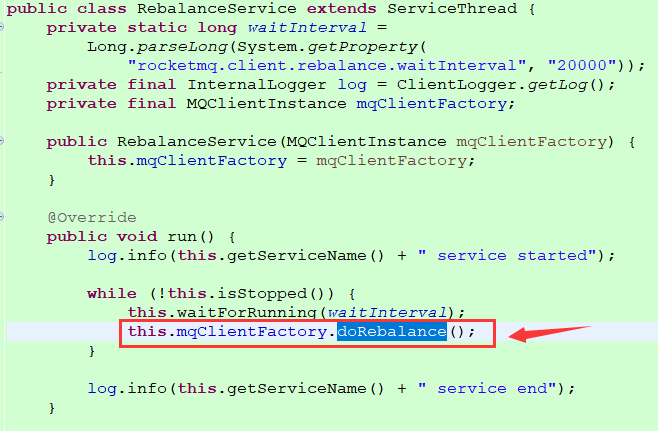 public class RebalanceService extends ServiceThread {
    private static long waitInterval =
        Long.parseLong(System.getProperty(
            "rocketmq.client.rebalance.waitInterval", "20000"));
    private final InternalLogger log = ClientLogger.getLog();
    private final MQClientInstance mqClientFactory;
    public RebalanceService(MQClientInstance mqClientFactory) {
        this.mqClientFactory = mqClientFactory;
    }
    @Override
    public void run() {
        log.info(this.getServiceName() + " service started");
        while (!this.isStopped()) {
            this.waitForRunning(waitInterval);
            this.mqClientFactory.doRebalance();
        }
        log.info(this.getServiceName() + " service end");
    }